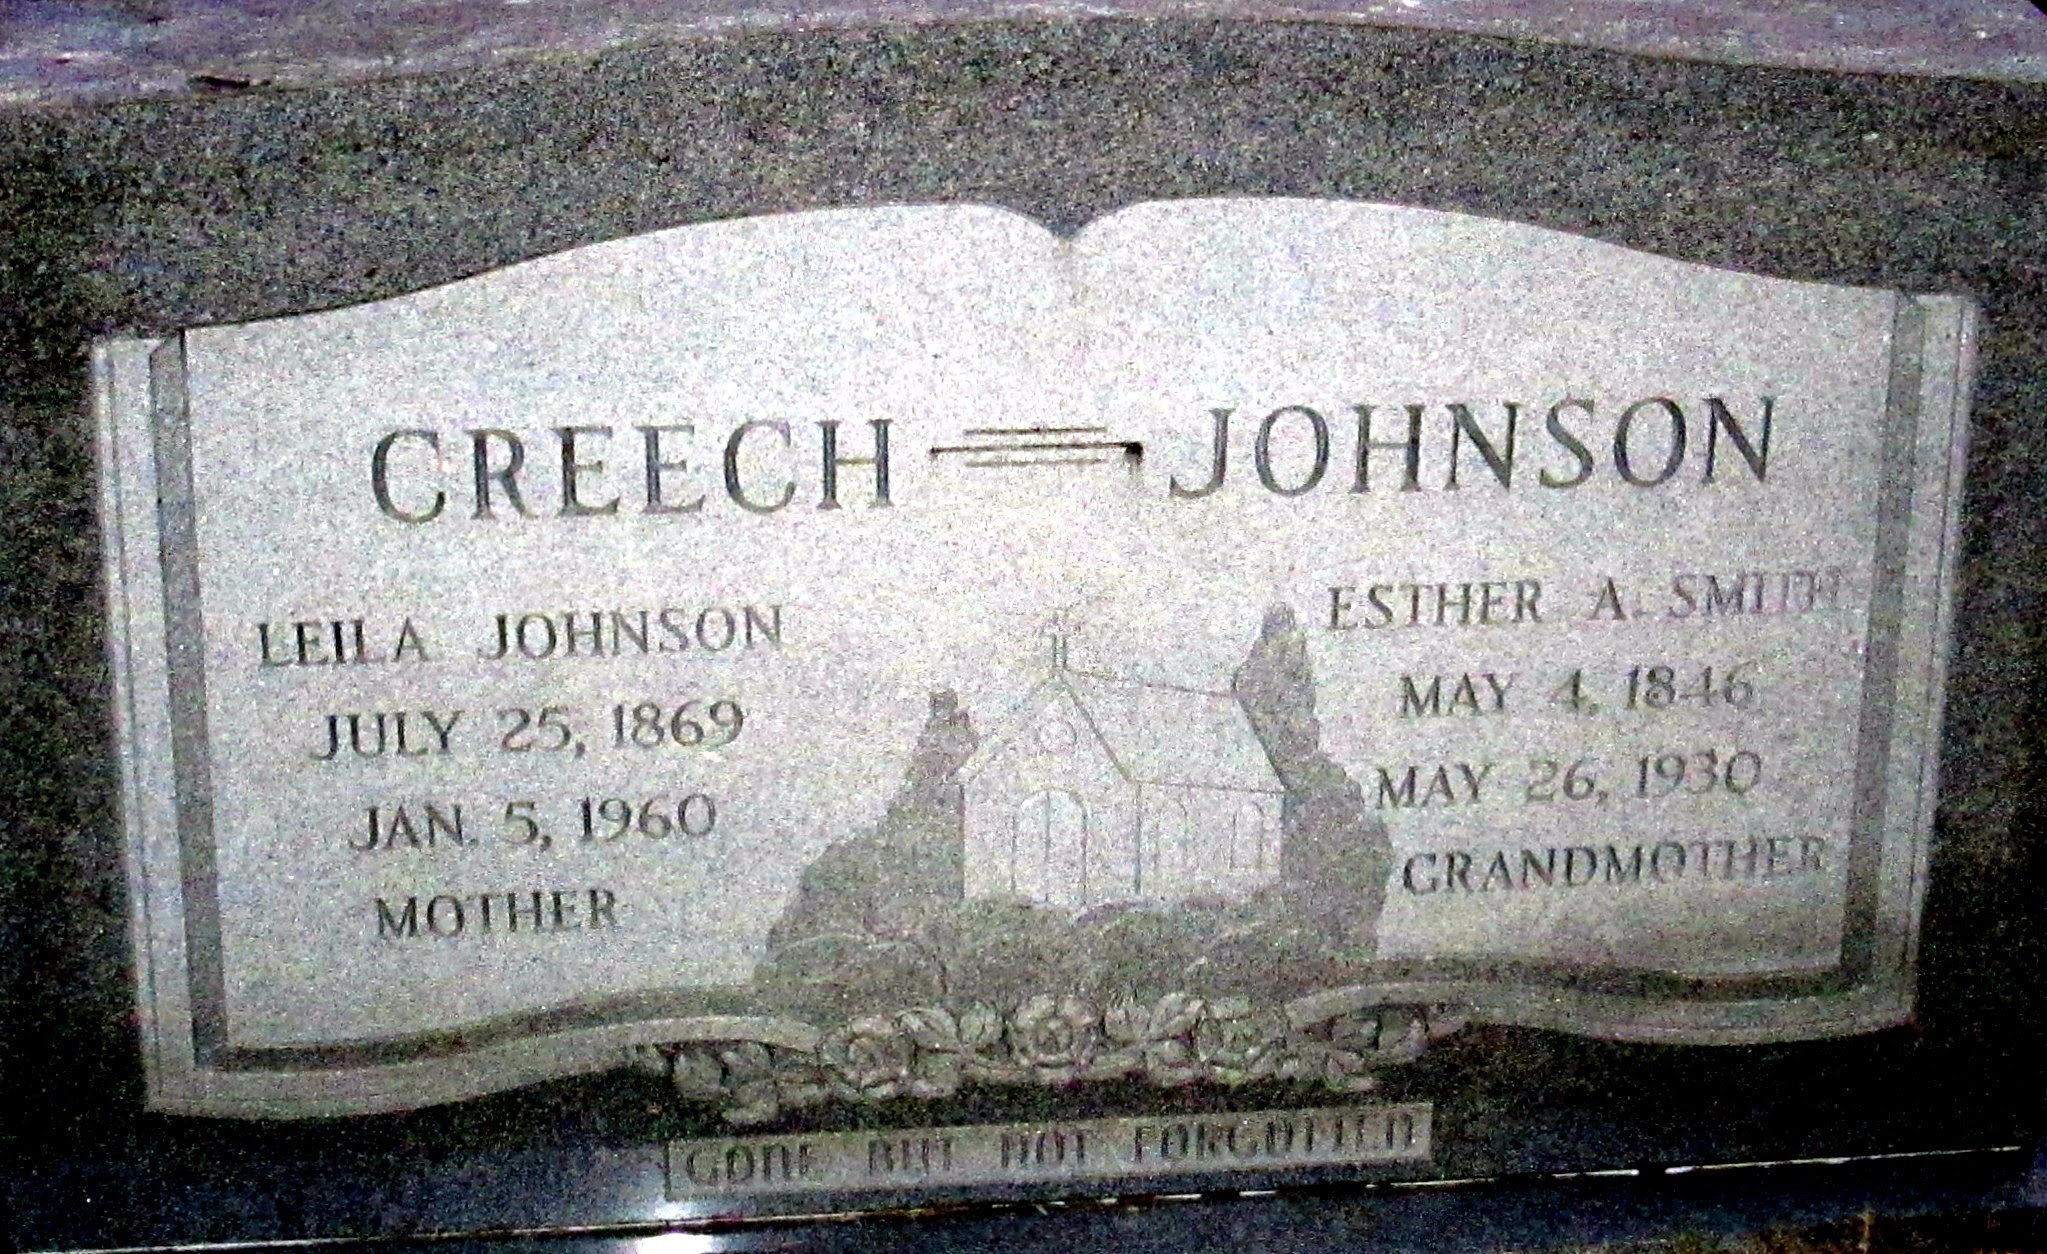 CREECH JOHNSON
LEILA JOHNSON
JULY 25, 1869
JAN. 5, 1960
MOTHER
ESTHER A. SMITH
MAY 4, 1846
MAY 26, 1930
GRANDMOTHER
GONE BUT NOT FORGOTTEN